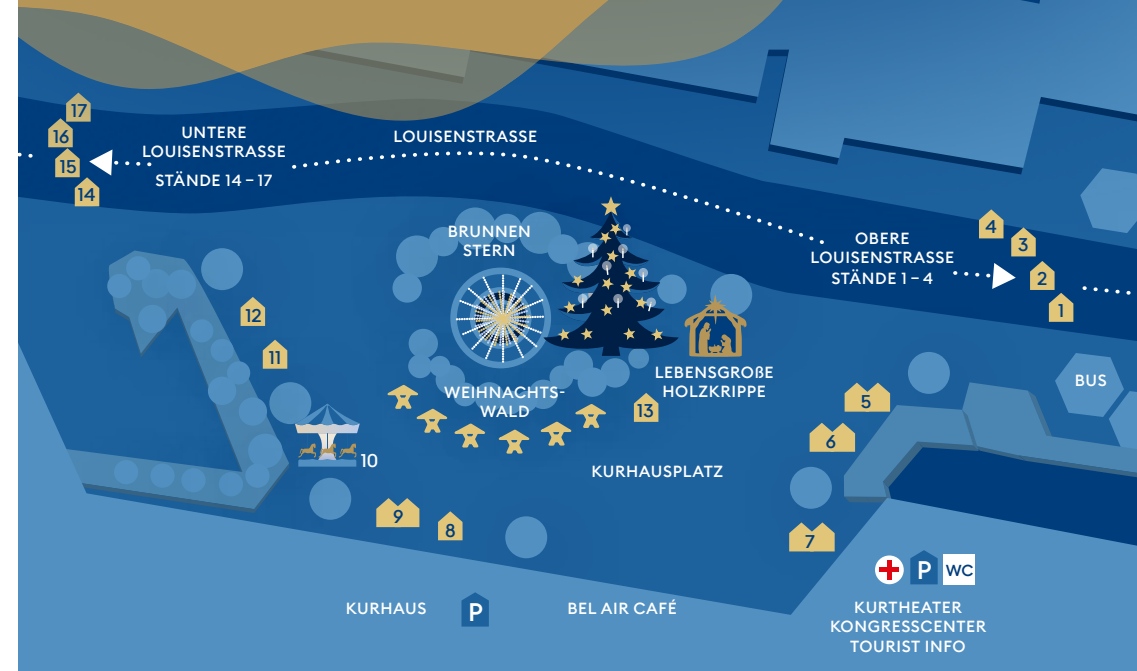 17
16
15
14
UNTERE
LOUISENSTRASSE
STÄNDE 14 – 17
LOUISENSTRASSE
OBERE
LOUISENSTRASSE
STÄNDE 1 – 4
4
3
2
1
BRUNNEN
STERN
12
11
10
WEIHNACHTS-
WALD
13
LEBENSGROßE
HOLZKRIPPE
BUS
5
6
7
KURHAUSPLATZ
9
8
KURHAUS
P
BEL AIR CAFÉ
P
WC
KURTHEATER
KONGRESSCENTER
TOURIST INFO